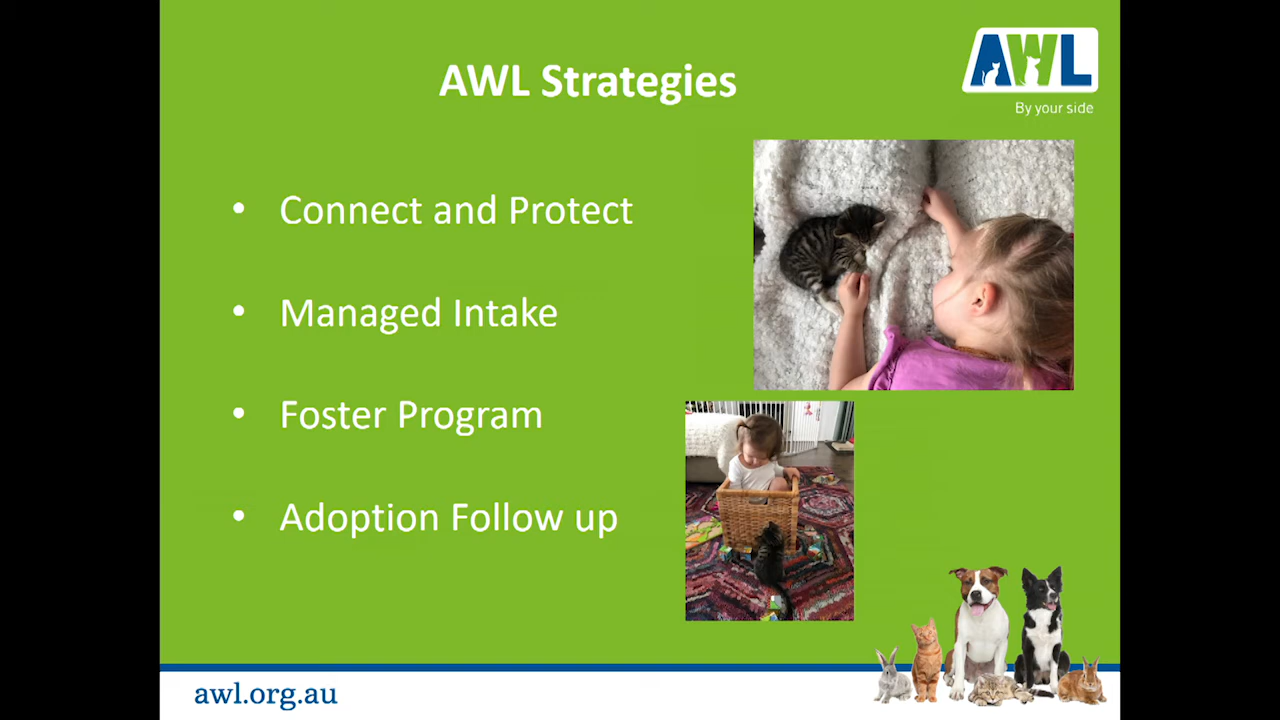 AWL Strategies
AWL
By your side
• Connect and Protect
• Managed Intake
• Foster Program
• Adoption Follow up
awl.org.au